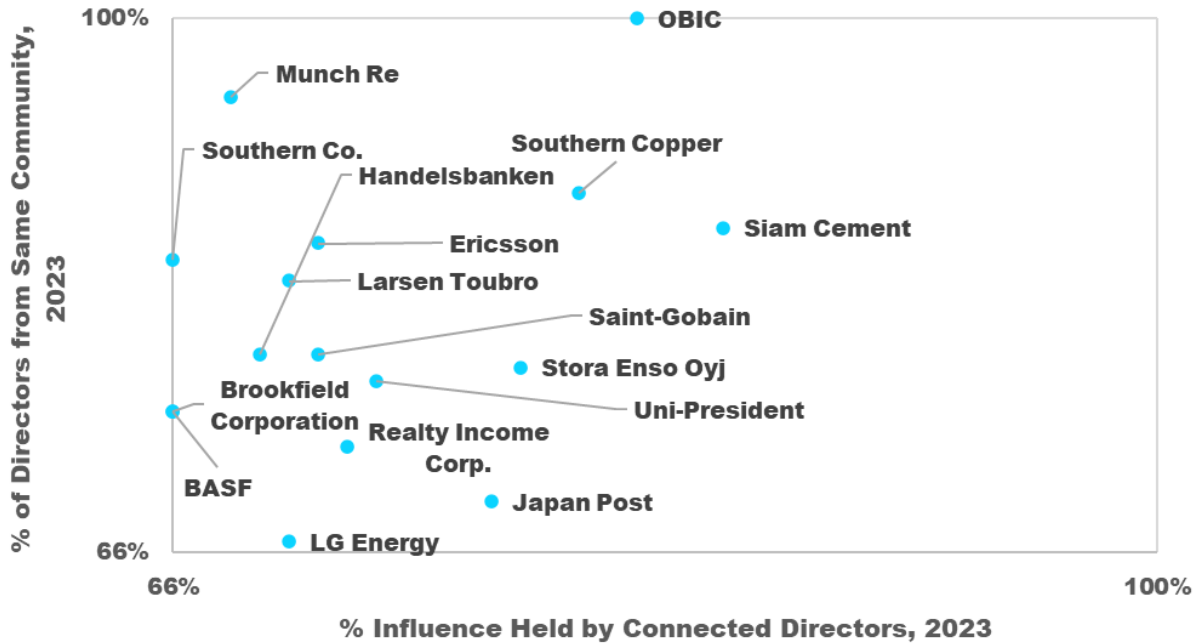 % of Directors from Same Community,
2023
100%
OBIC
Munch Re
Southern Co.
Southern Copper
Handelsbanken
Siam Cement
Ericsson
Larsen Toubro
Saint-Gobain
Stora Enso Oyj
Brookfield
Corporation
Uni-President
Realty Income
Corp.
BASF
Japan Post
LG Energy
66%
66%
100%
% Influence Held by Connected Directors, 2023